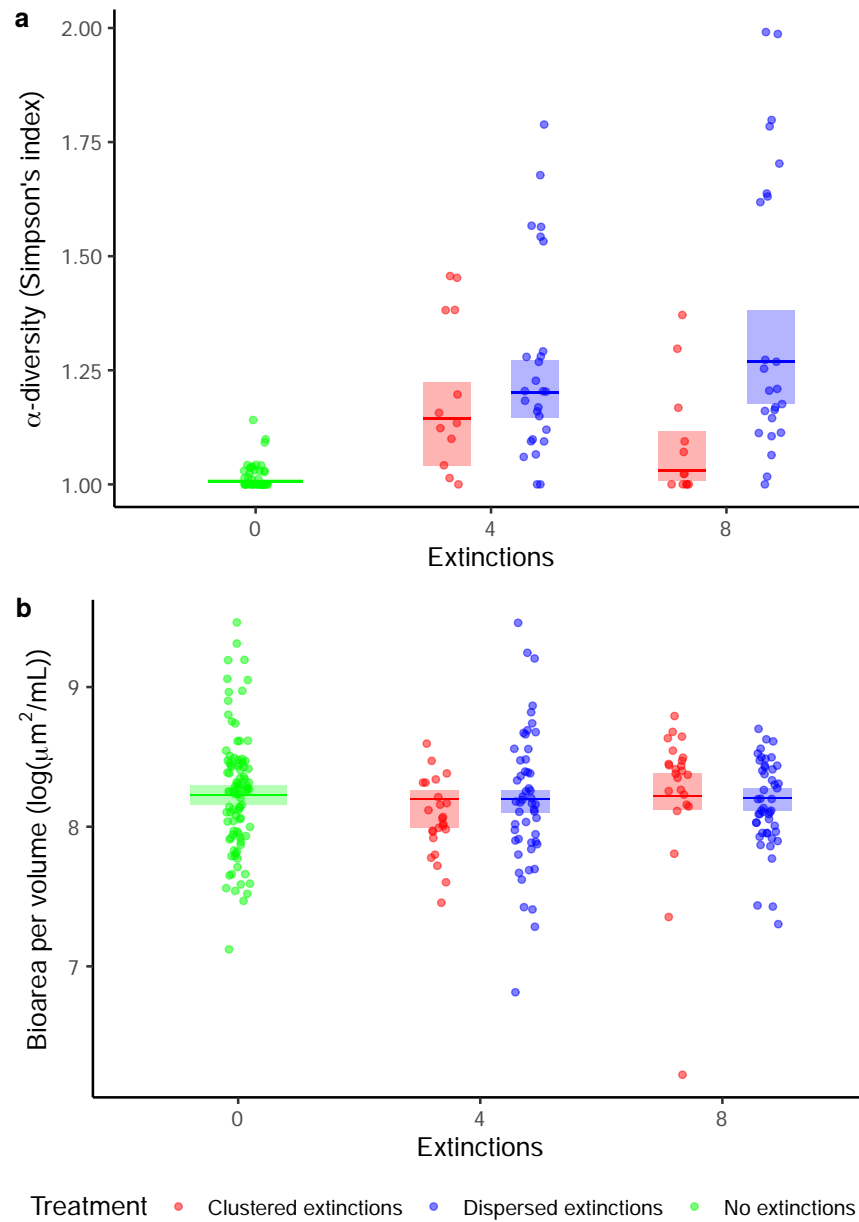 a
α-diversity (Simpson's index)
2.00
1.75
1.50
1.25
1.00
0 4 8
Extinctions
b
Bioarea per volume (log(μm²/mL))
9
8
7
0 4 8
Extinctions
Treatment Clustered extinctions Dispersed extinctions No extinctions